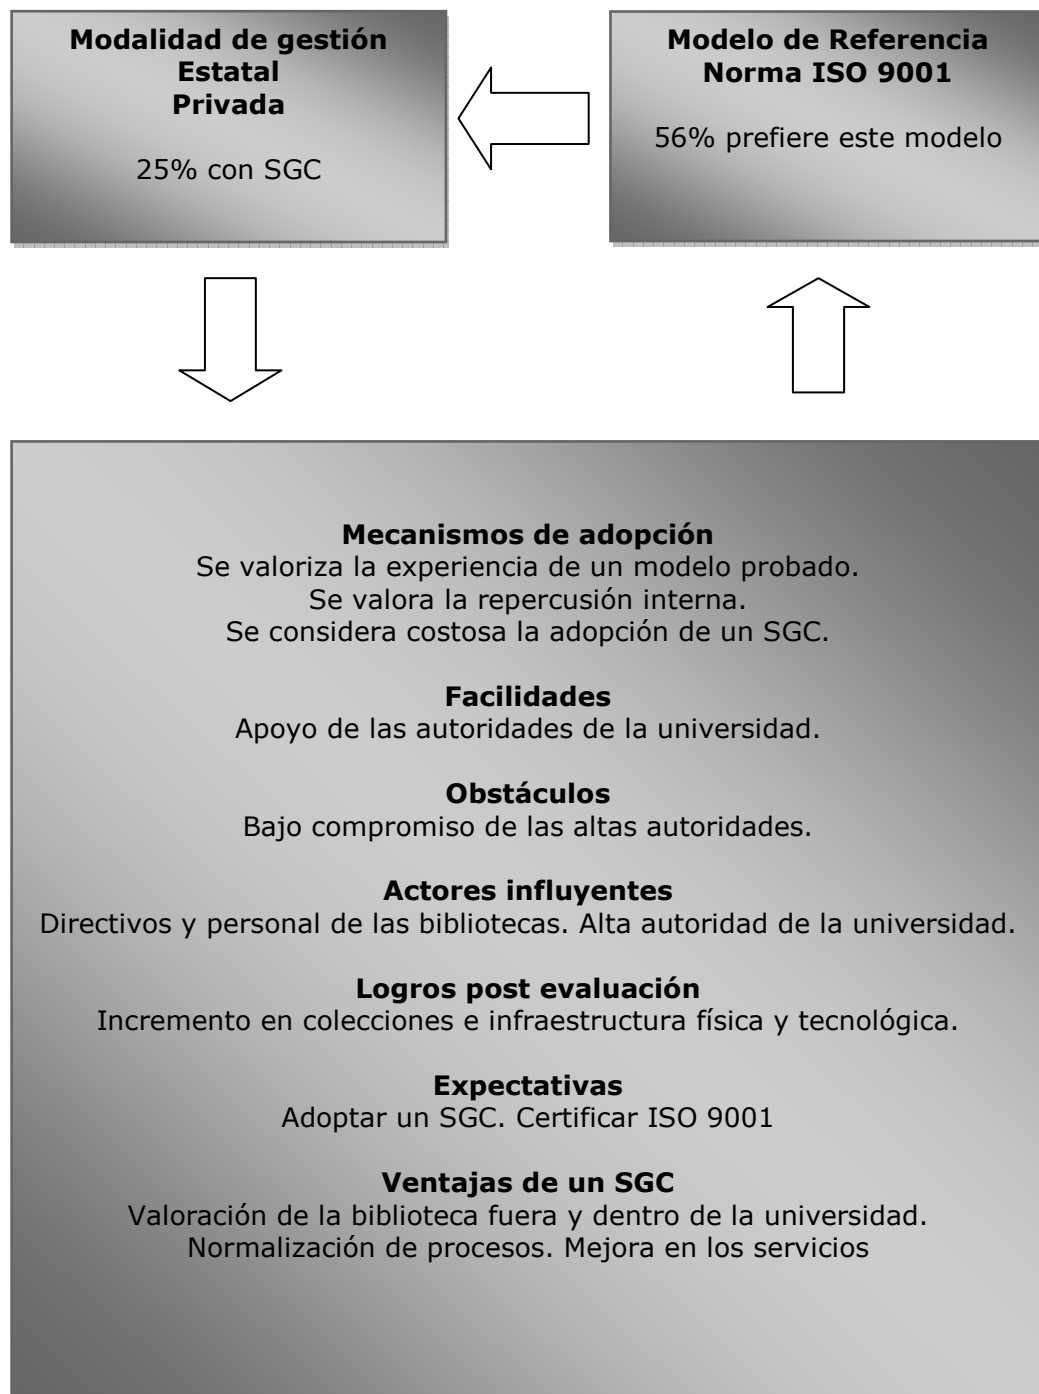 Modalidad de gestión
Estatal
Privada
25% con SGC
Modelo de Referencia
Norma ISO 9001
56% prefiere este modelo
Mecanismos de adopción
Se valoriza la experiencia de un modelo probado.
Se valora la repercusión interna.
Se considera costosa la adopción de un SGC.
Facilidades
Apoyo de las autoridades de la universidad.
Obstáculos
Bajo compromiso de las altas autoridades.
Actores influyentes
Directivos y personal de las bibliotecas. Alta autoridad de la universidad.
Logros post evaluación
Incremento en colecciones e infraestructura física y tecnológica.
Expectativas
Adoptar un SGC. Certificar ISO 9001
Ventajas de un SGC
Valoración de la biblioteca fuera y dentro de la universidad.
Normalización de procesos. Mejora en los servicios